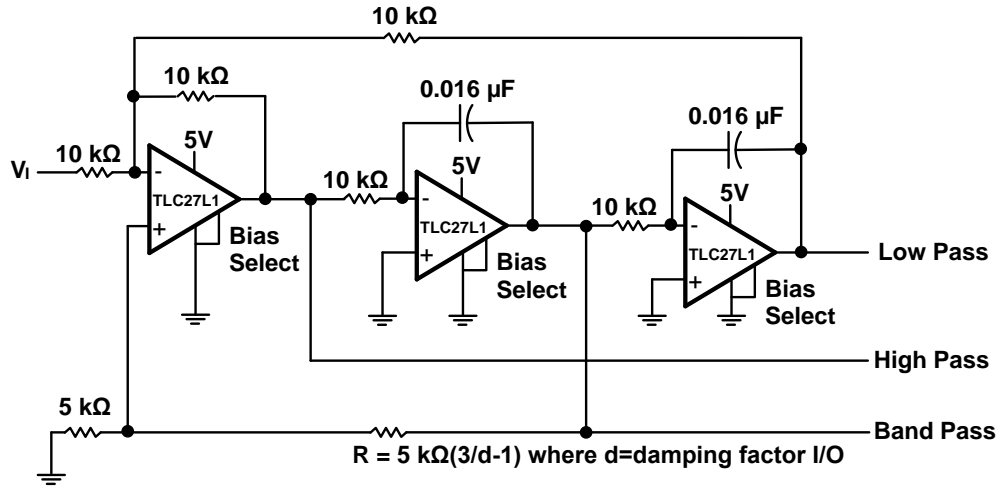 10 kΩ
10 kΩ
0.016 µF
0.016 µF
5V
10 kΩ
VI
-
TLC27L1
+
Bias
Select
5V
10 kΩ
-
TLC27L1
+
Bias
Select
5V
10 kΩ
-
TLC27L1
+
Bias
Select
Low Pass
High Pass
5 kΩ
Band Pass
R = 5 kΩ(3/d-1) where d=damping factor I/O